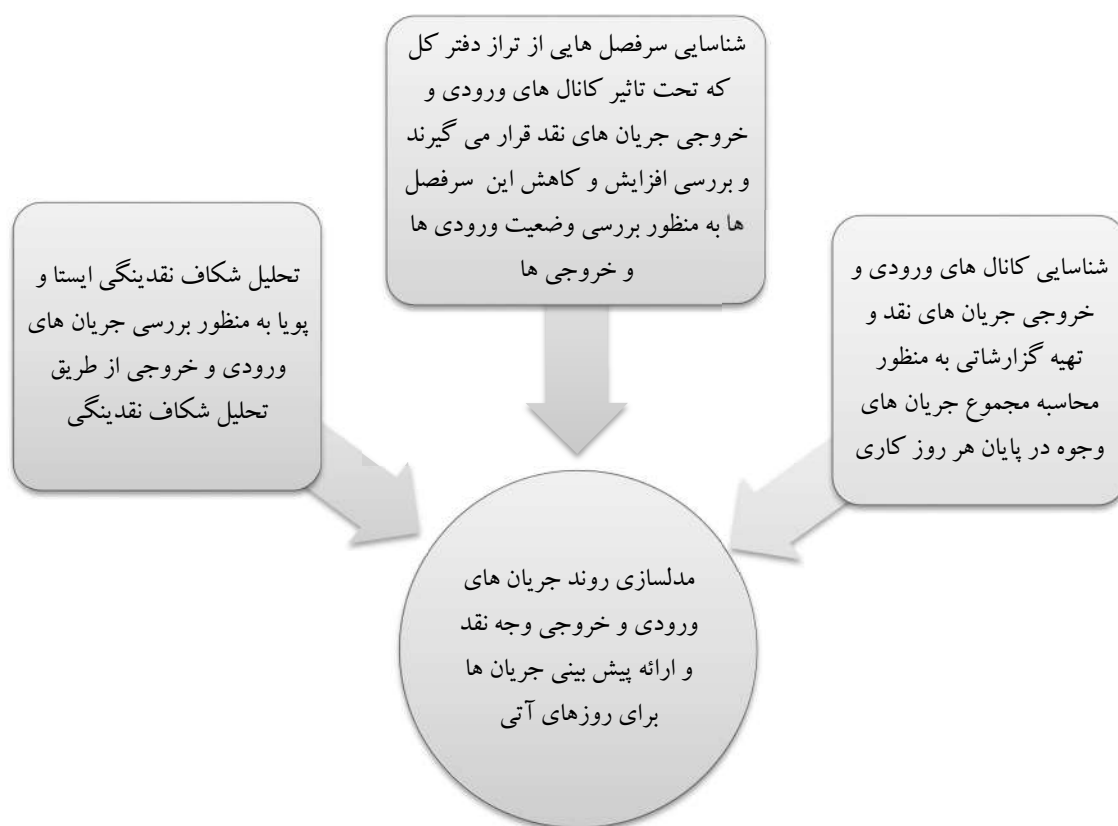 شناسایی سرفصل هایی از تراز دفتر کل
که تحت تاثیر کانال های ورودی و
خروجی جریان های نقد قرار می گیرند
و بررسی افزایش و کاهش این سرفصل
ها به منظور بررسی وضعیت ورودی ها
و خروجی ها
شناسایی کانال های ورودی و
خروجی جریان های نقد و
تهیه گزارشاتی به منظور
محاسبه مجموع جریان های
وجوه در پایان هر روز کاری
تحلیل شکاف نقدینگی ایستا و
پویا به منظور بررسی جریان های
ورودی و خروجی از طریق
تحلیل شکاف نقدینگی
مدلسازی روند جریان های
ورودی و خروجی وجه نقد
و ارائه پیش بینی جریان ها
برای روزهای آتی